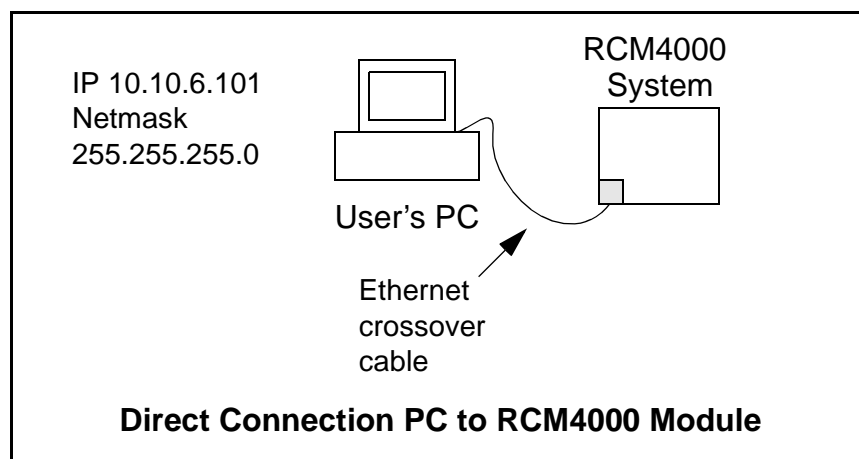 IP 10.10.6.101
Netmask
255.255.255.0
RCM4000
System
User's PC
Ethernet
crossover
cable
Direct Connection PC to RCM4000 Module